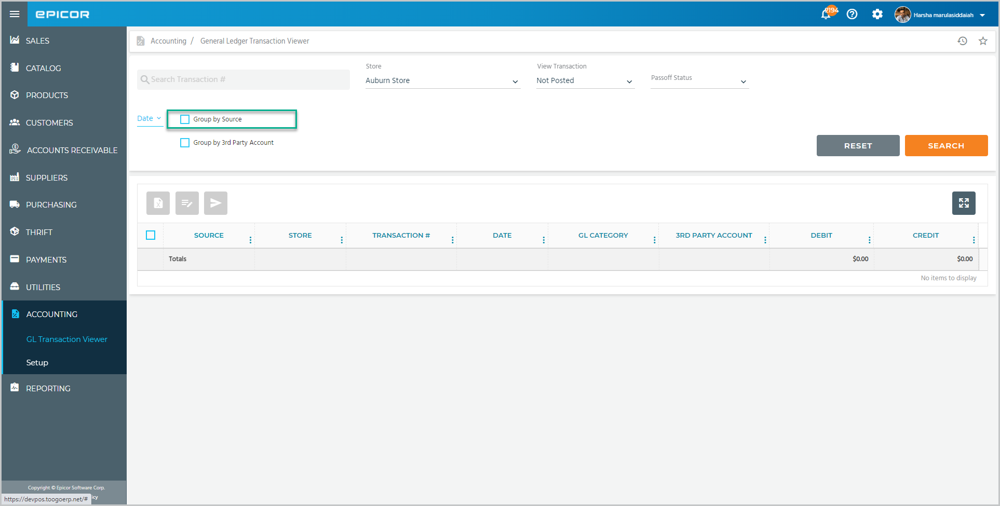 EPICOR
2194
Harsha marulasiddaiah
SALES
CATALOG
PRODUCTS
CUSTOMERS
ACCOUNTS RECEIVABLE
SUPPLIERS
PURCHASING
THRIFT
PAYMENTS
UTILITIES
ACCOUNTING
GL Transaction Viewer
Setup
REPORTING
Copyright © Epicor Software Corp.
https://devpos.toogoerp.net/#
icy
Accounting / General Ledger Transaction Viewer
Search Transaction #
Store
Auburn Store
View Transaction
Not Posted
Passoff Status
Date
Group by Source
Group by 3rd Party Account
RESET
SEARCH
SOURCE STORE TRANSACTION # DATE GL CATEGORY 3RD PARTY ACCOUNT DEBIT CREDIT
Totals $0.00 $0.00
No items to display